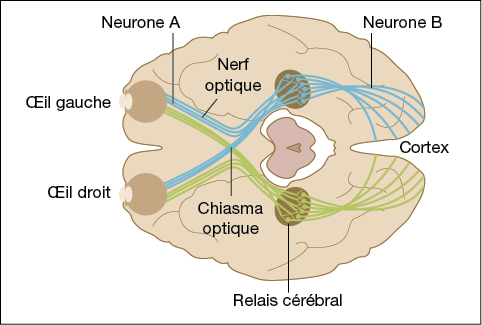 Neurone A
Neurone B
Nerf
optique
Œil gauche
Cortex
Œil droit
Chiasma
optique
Relais cérébral